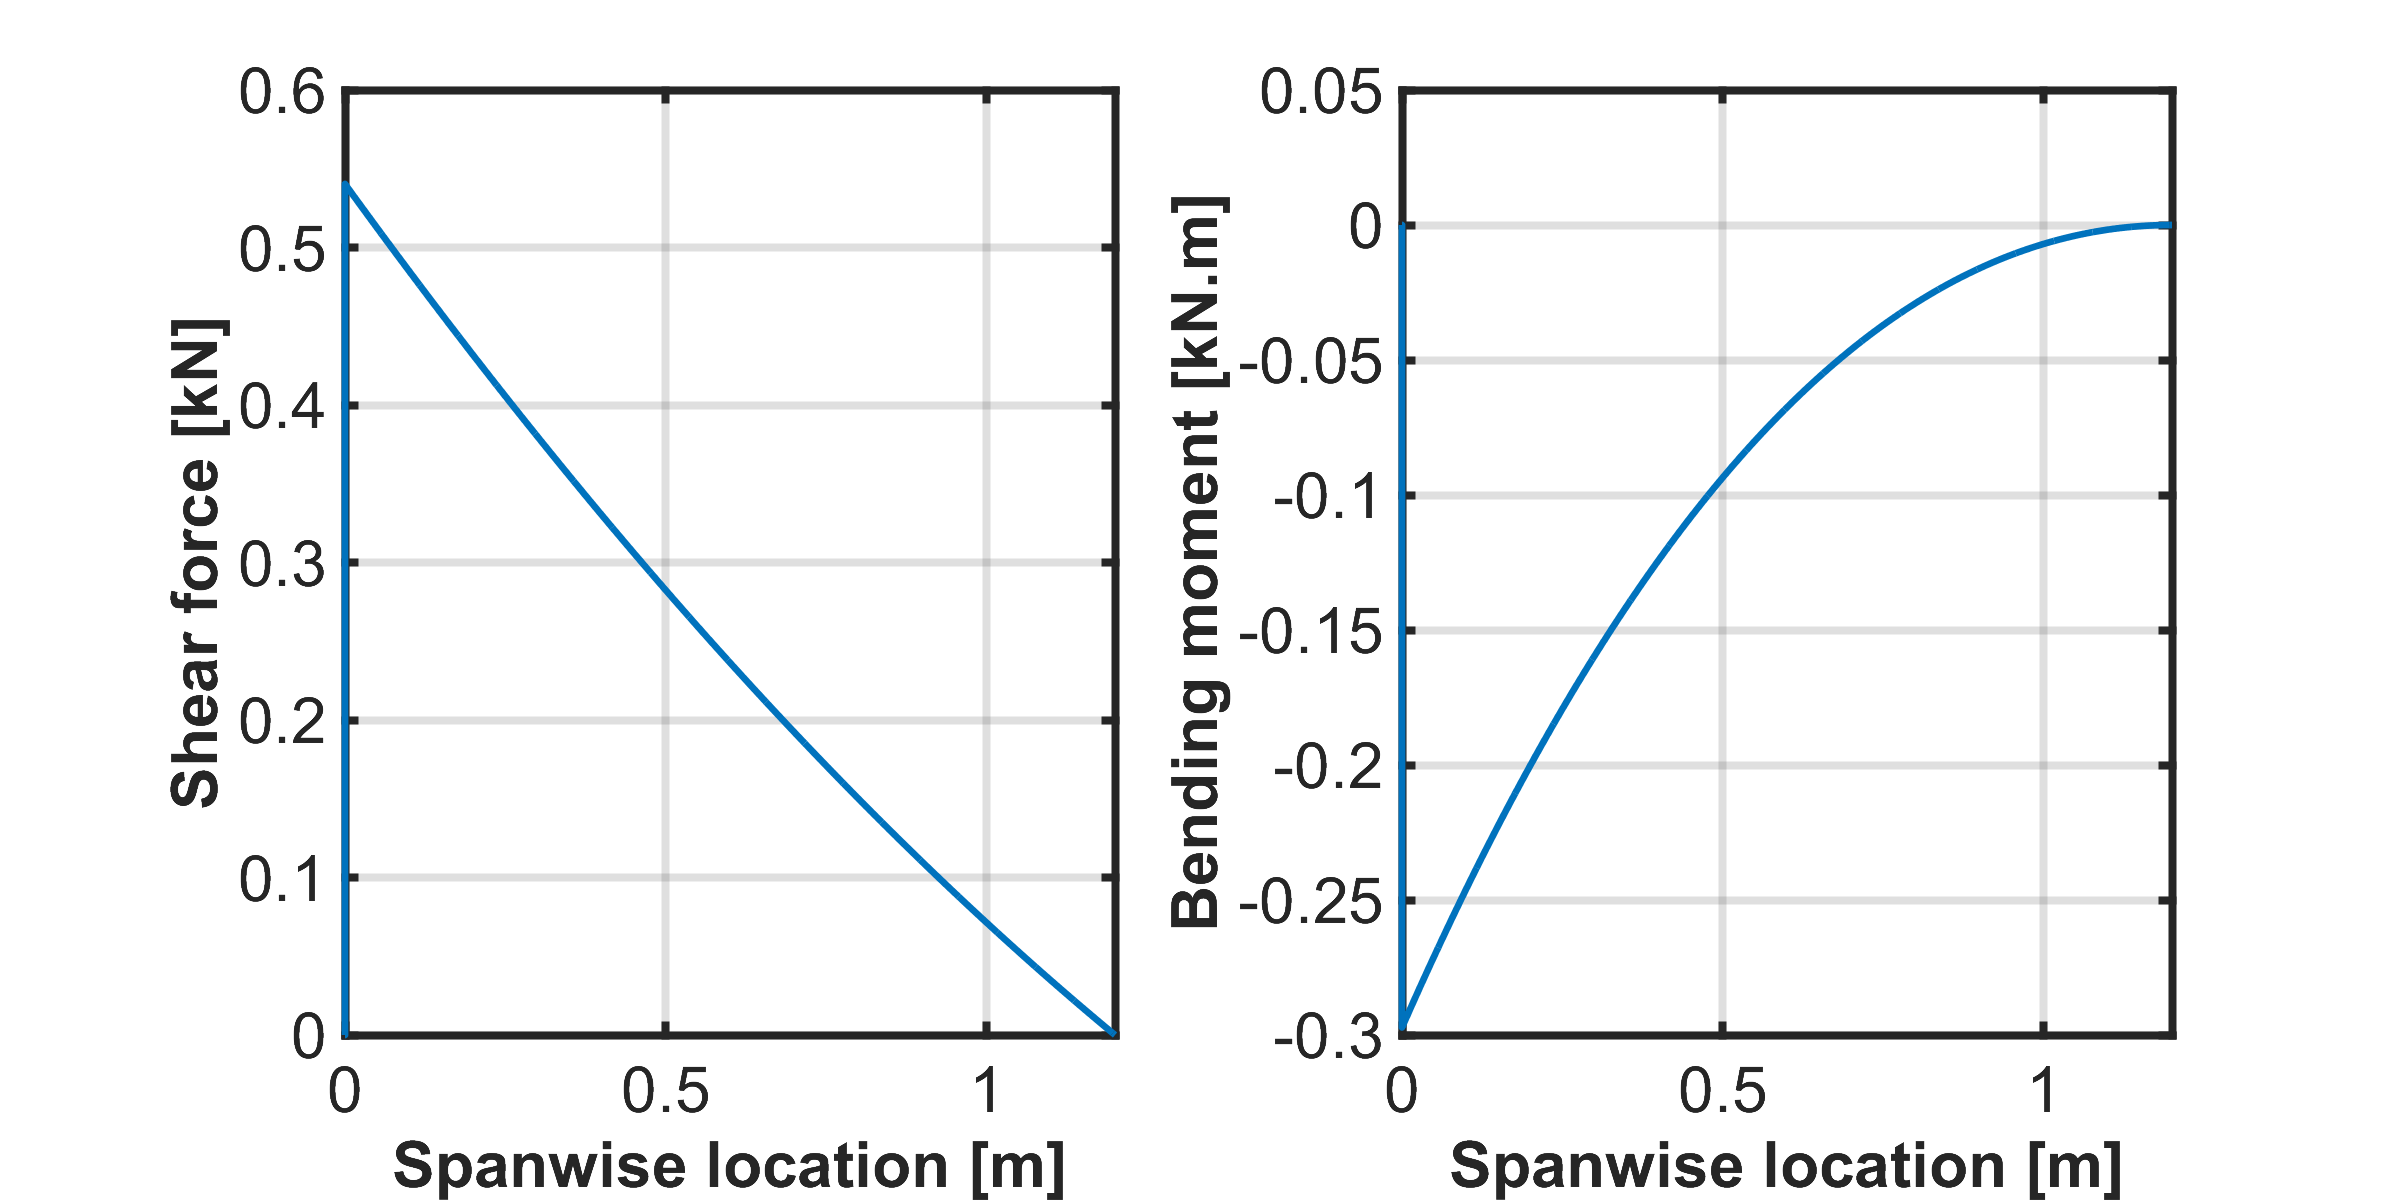 Shear force [kN]
0.6
0.5
0.4
0.3
0.2
0.1
0
0 0.5 1
Spanwise location [m]
Bending moment [kN.m]
0.05
0
-0.05
-0.1
-0.15
-0.2
-0.25
-0.3
0 0.5 1
Spanwise location [m]